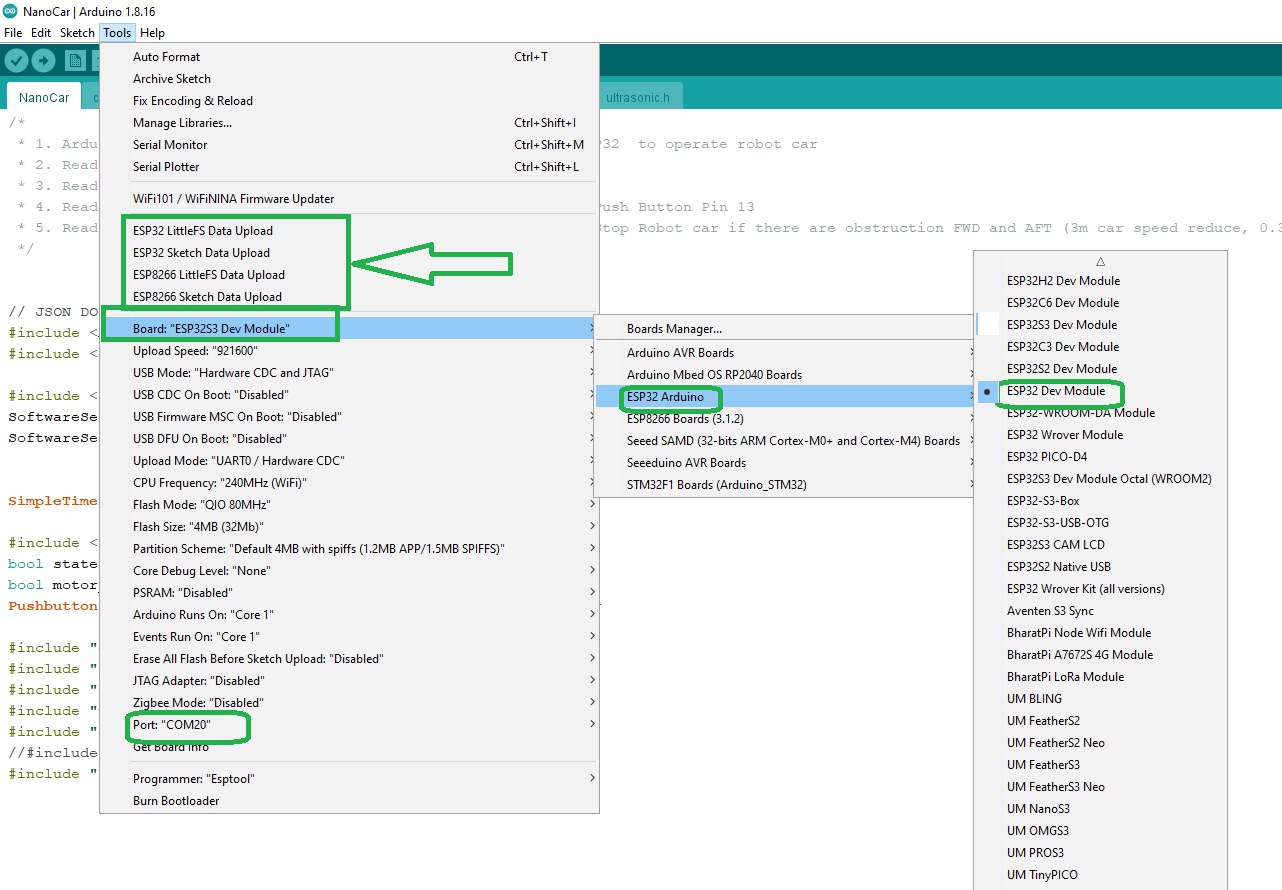 NanoCar | Arduino 1.8.16
File Edit Sketch Tools Help
NanoCar
c
ultrasonic.h
/*
* 1. Ardu
P32 to operate robot car
* 2. Read
* 3. Read
* 4. Read
Push Button Pin 13
* 5. Read
Stop Robot car if there are obstruction FWD and AFT (3m car speed reduce, 0.3
*/
// JSON DO
#include <
#include <
#include <
SoftwareSe
SoftwareSe
SimpleTime
#include <
bool state
bool motor
Pushbutton
#include "
#include "
#include "
#include "
#include "
//#include
#include "
Auto Format Ctrl+T
Archive Sketch
Fix Encoding & Reload
Manage Libraries... Ctrl+Shift+I
Serial Monitor Ctrl+Shift+M
Serial Plotter Ctrl+Shift+L
WiFi101 / WiFiNINA Firmware Updater
ESP32 LittleFS Data Upload
ESP32 Sketch Data Upload
ESP8266 LittleFS Data Upload
ESP8266 Sketch Data Upload
Board: "ESP32S3 Dev Module"
Upload Speed: "921600"
USB Mode: "Hardware CDC and JTAG"
USB CDC On Boot: "Disabled"
USB Firmware MSC On Boot: "Disabled"
USB DFU On Boot: "Disabled"
Upload Mode: "UART0 / Hardware CDC"
CPU Frequency: "240MHz (WiFi)"
Flash Mode: "QIO 80MHz"
Flash Size: "4MB (32Mb)"
Partition Scheme: "Default 4MB with spiffs (1.2MB APP/1.5MB SPIFFS)"
Core Debug Level: "None"
PSRAM: "Disabled"
Arduino Runs On: "Core 1"
Events Run On: "Core 1"
Erase All Flash Before Sketch Upload: "Disabled"
JTAG Adapter: "Disabled"
Zigbee Mode: "Disabled"
Port: "COM20"
Get Board Info
Programmer: "Esptool"
Burn Bootloader
Boards Manager...
Arduino AVR Boards
Arduino Mbed OS RP2040 Boards
ESP32 Arduino
ESP8266 Boards (3.1.2)
Seeed SAMD (32-bits ARM Cortex-M0+ and Cortex-M4) Boards
Seeeduino AVR Boards
STM32F1 Boards (Arduino_STM32)
ESP32H2 Dev Module
ESP32C6 Dev Module
ESP32S3 Dev Module
ESP32C3 Dev Module
ESP32S2 Dev Module
ESP32 Dev Module
ESP32-WROOM-DA Module
ESP32 Wrover Module
ESP32 PICO-D4
ESP32S3 Dev Module Octal (WROOM2)
ESP32-S3-Box
ESP32-S3-USB-OTG
ESP32S3 CAM LCD
ESP32S2 Native USB
ESP32 Wrover Kit (all versions)
Aventen S3 Sync
BharatPi Node Wifi Module
BharatPi A7672S 4G Module
BharatPi LoRa Module
UM BLING
UM FeatherS2
UM FeatherS2 Neo
UM FeatherS3
UM FeatherS3 Neo
UM NanoS3
UM OMGS3
UM PROS3
UM TinyPICO